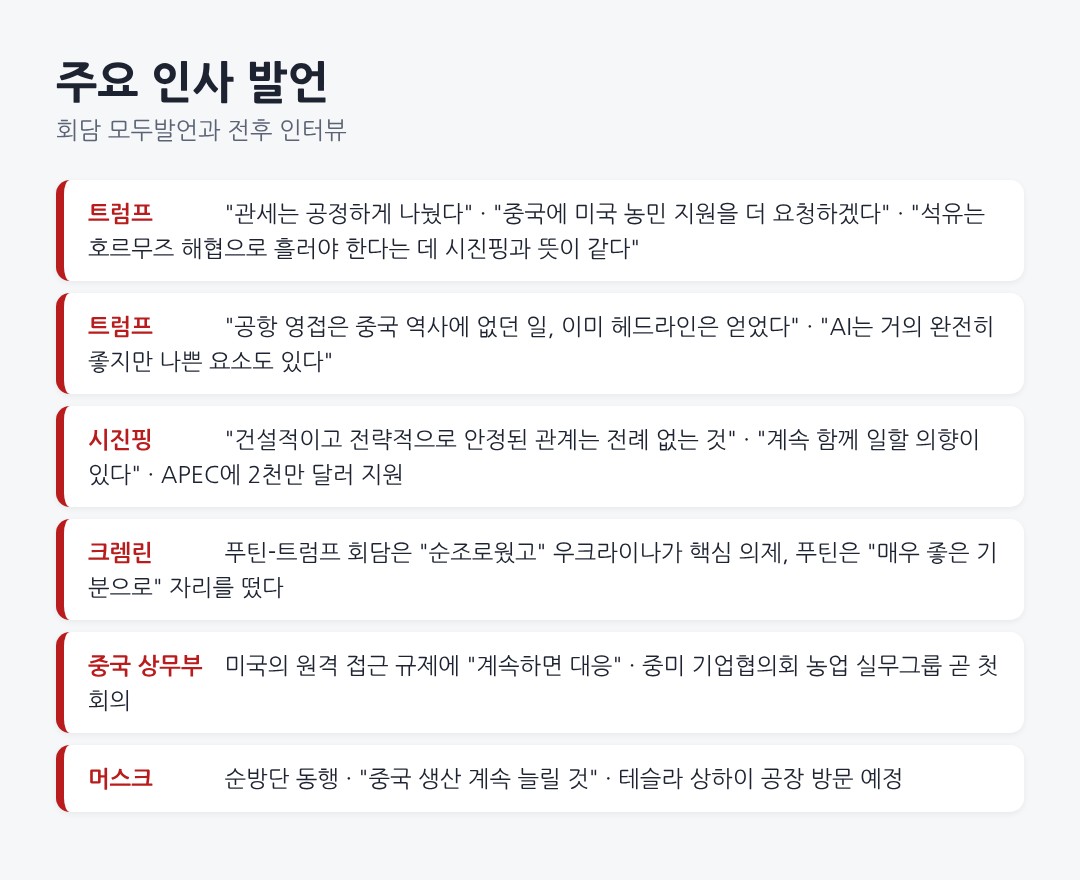 주요 인사 발언
회담 모두발언과 전후 인터뷰
트럼프 "관세는 공정하게 나눴다" · "중국에 미국 농민 지원을 더 요청하겠다" · "석유는
호르무즈 해협으로 흘러야 한다는 데 시진핑과 뜻이 같다"
트럼프 "공항 영접은 중국 역사에 없던 일, 이미 헤드라인은 얻었다" · "AI는 거의 완전히
좋지만 나쁜 요소도 있다"
시진핑 "건설적이고 전략적으로 안정된 관계는 전례 없는 것" · "계속 함께 일할 의향이
있다" · APEC에 2천만 달러 지원
크렘린 푸틴-트럼프 회담은 "순조로웠고" 우크라이나가 핵심 의제, 푸틴은 "매우 좋은 기
분으로" 자리를 떴다
중국 상무부 미국의 원격 접근 규제에 "계속하면 대응" · 중미 기업협의회 농업 실무그룹 곧 첫
회의
머스크 순방단 동행 · "중국 생산 계속 늘릴 것" · 테슬라 상하이 공장 방문 예정